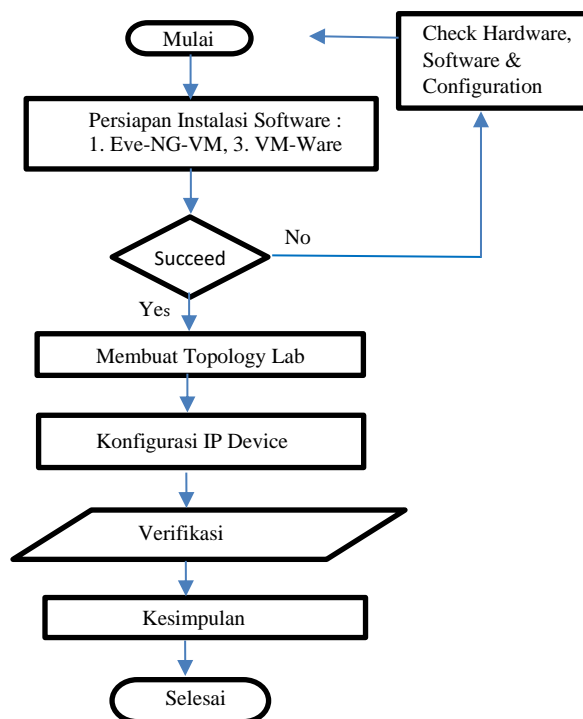 Mulai
Check Hardware,
Software &
Configuration
Persiapan Instalasi Software :
1. Eve-NG-VM, 3. VM-Ware
Succeed
No
Yes
Membuat Topology Lab
Konfigurasi IP Device
Verifikasi
Kesimpulan
Selesai